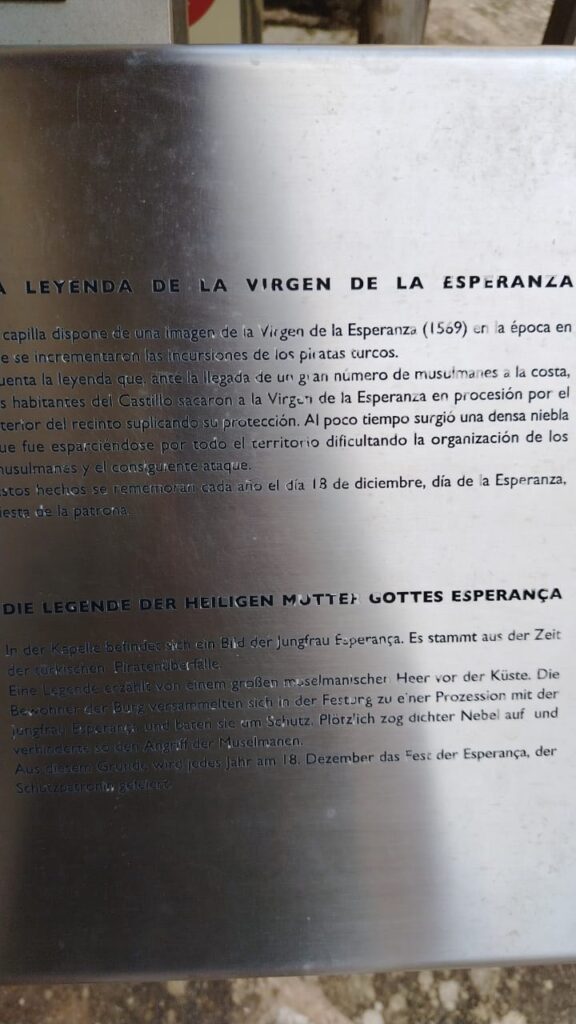 A LEYENDA DE LA VIRGEN DE LA ESPERANZA
capilla dispone de una imagen de la Virgen de la Esperanza (1569) en la época en
e se incrementaron las incursiones de los piratas turcos.
uenta la leyenda que, ante la llegada de un gran número de musulmanes a la costa,
s habitantes del Castillo sacaron a la Virgen de la Esperanza en procesión por el
terior del recinto suplicando su protección. Al poco tiempo surgió una densa niebla
ue fue esparciéndose por todo el territorio dificultando la organización de los
musulmanes y el consiguiente ataque.
stos hechos se rememoran cada año el día 18 de diciembre, día de la Esperanza,
iesta de la patrona.
DIE LEGENDE DER HEILIGEN MUTTER GOTTES ESPERANÇA
In der Kapelle befindet sich ein Bild der Jungfrau Esperança. Es stammt aus der Zeit
der türkischen Piratenüberfälle.
Eine Legende erzählt von einem großen muselmanischen Heer vor der Küste. Die
Bewohner der Burg versammelten sich in der Festung zu einer Prozession mit der
Jungfrau Esperança und baten sie um Schutz. Plötzlich zog dichter Nebel auf und
verhinderte so den Angriff der Muselmanen.
Aus diesem Grunde wird jedes Jahr am 18. Dezember das Fest der Esperança, der
Schutzpatronin gefeiert.